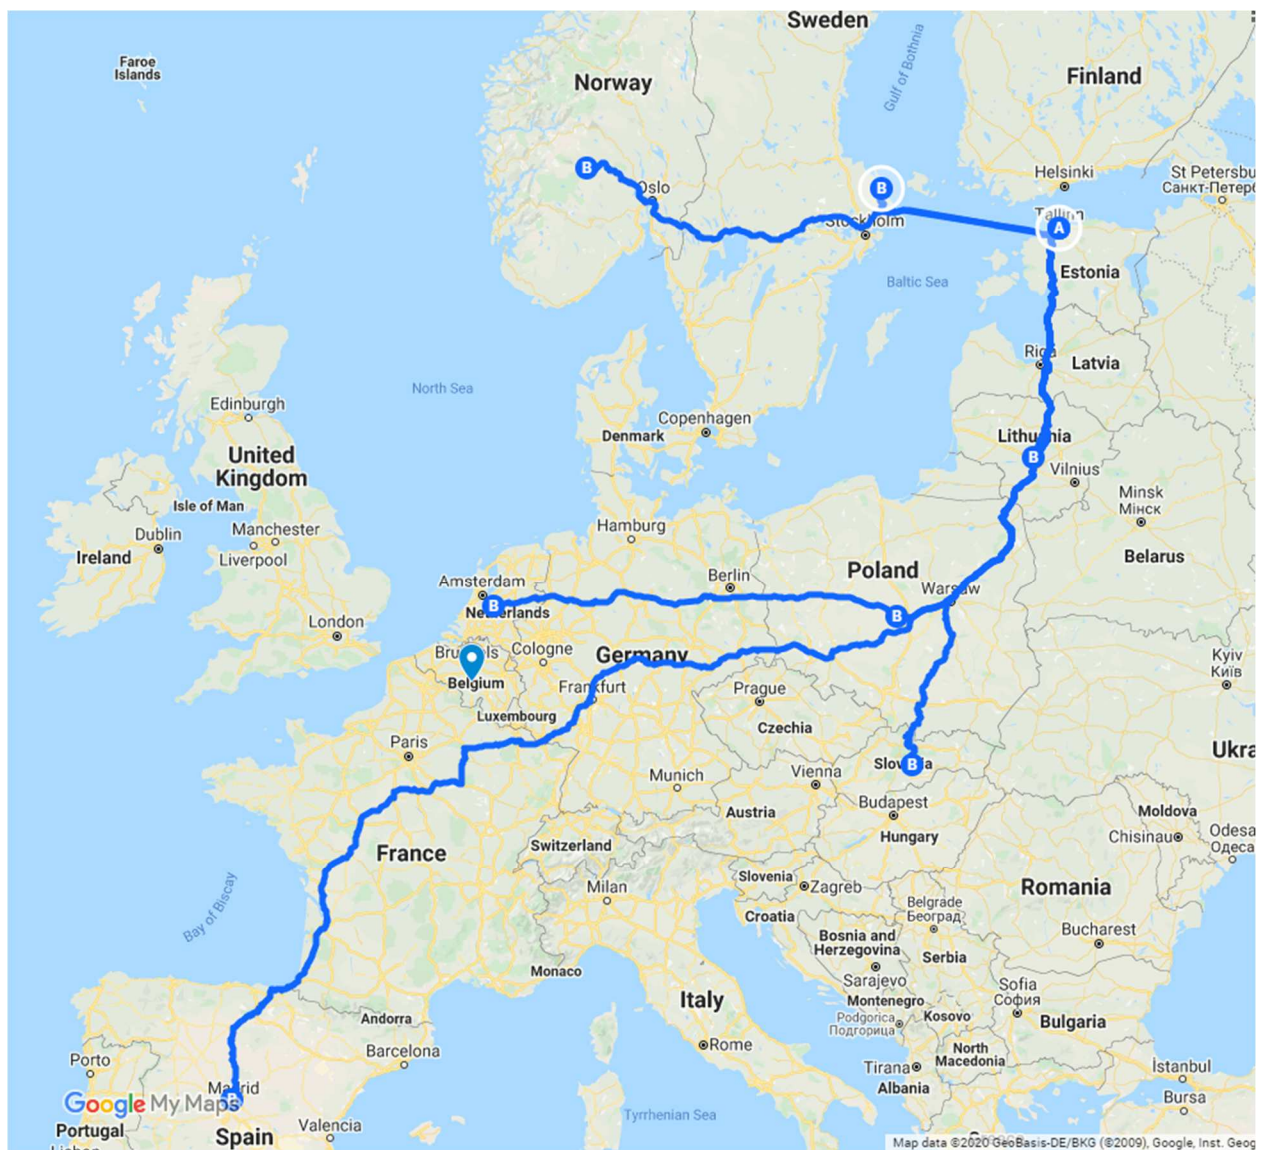 Sweden
Faroe
Islands
Norway
Finland
Gulf of Bothnia
B
Oslo
B
Helsinki
St Petersbu
Санкт-Петерб
Tallinn
A
Stockholm
Estonia
Baltic Sea
Riga
Latvia
North Sea
Edinburgh
Copenhagen
Denmark
Lithuania
B
Vilnius
United
Kingdom
Isle of Man
Minsk
Мінск
Dublin
Manchester
Hamburg
Ireland
Liverpool
Belarus
Poland
Amsterdam
Berlin
Warsaw
B
Netherlands
B
London
Brussels
Cologne
Germany
Kyiv
Київ
Belgium
Frankfurt
Prague
Luxembourg
Czechia
Paris
Ukra
Slovakia
B
Munich
Vienna
Budapest
Austria
Moldova
Hungary
Chisinau
Odesa
Одеса
Switzerland
France
Slovenia
Zagreb
Romania
Milan
Bay of Biscay
Croatia
Belgrade
Београд
Bucharest
Bosnia and
Herzegovina
Serbia
Monaco
Sarajevo
Sofia
София
Italy
Montenegro
Andorra
Podgorica
Подгорица
Kosovo
Bulgaria
Barcelona
Rome
North
Macedonia
Porto
Tirana
İstanbul
Madrid
B
Albania
Bursa
Google My Maps
Tyrrhenian Sea
Portugal
Spain
Valencia
Map data ©2020 GeoBasis-DE/BKG (©2009), Google, Inst. Geog